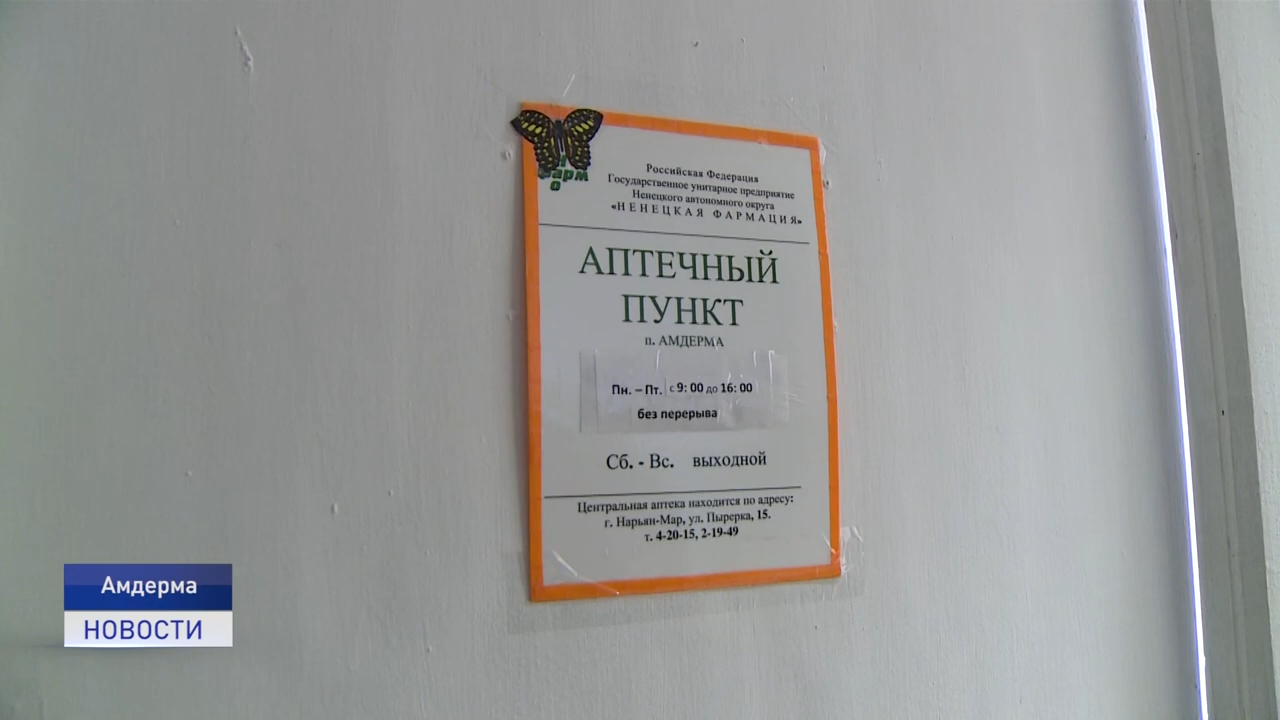 Н
фарм
о
Российская Федерация
Государственное унитарное предприятие
Ненецкого автономного округа
«НЕНЕЦКАЯ ФАРМАЦИЯ»
АПТЕЧНЫЙ
ПУНКТ
п. АМДЕРМА
Пн. – Пт. с 9: 00 до 16: 00
без перерыва
Сб. - Вс. выходной
Центральная аптека находится по адресу:
г. Нарьян-Мар, ул. Пырерка, 15.
т. 4-20-15, 2-19-49
Амдерма
НОВОСТИ